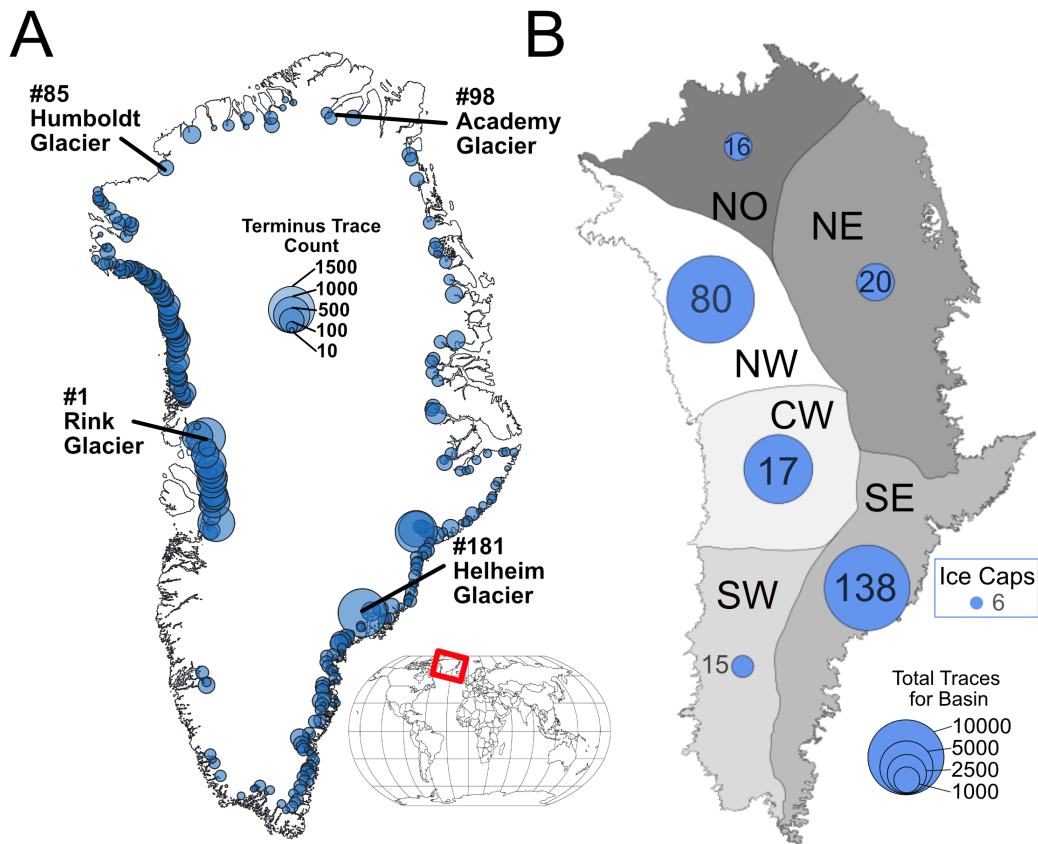 A
#85
Humboldt
Glacier
#98
Academy
Glacier
Terminus Trace
Count
1500
1000
500
100
10
#1
Rink
Glacier
#181
Helheim
Glacier
B
16
NO
NE
80
20
NW
CW
17
SE
138
SW
15
Ice Caps
6
Total Traces
for Basin
10000
5000
2500
1000